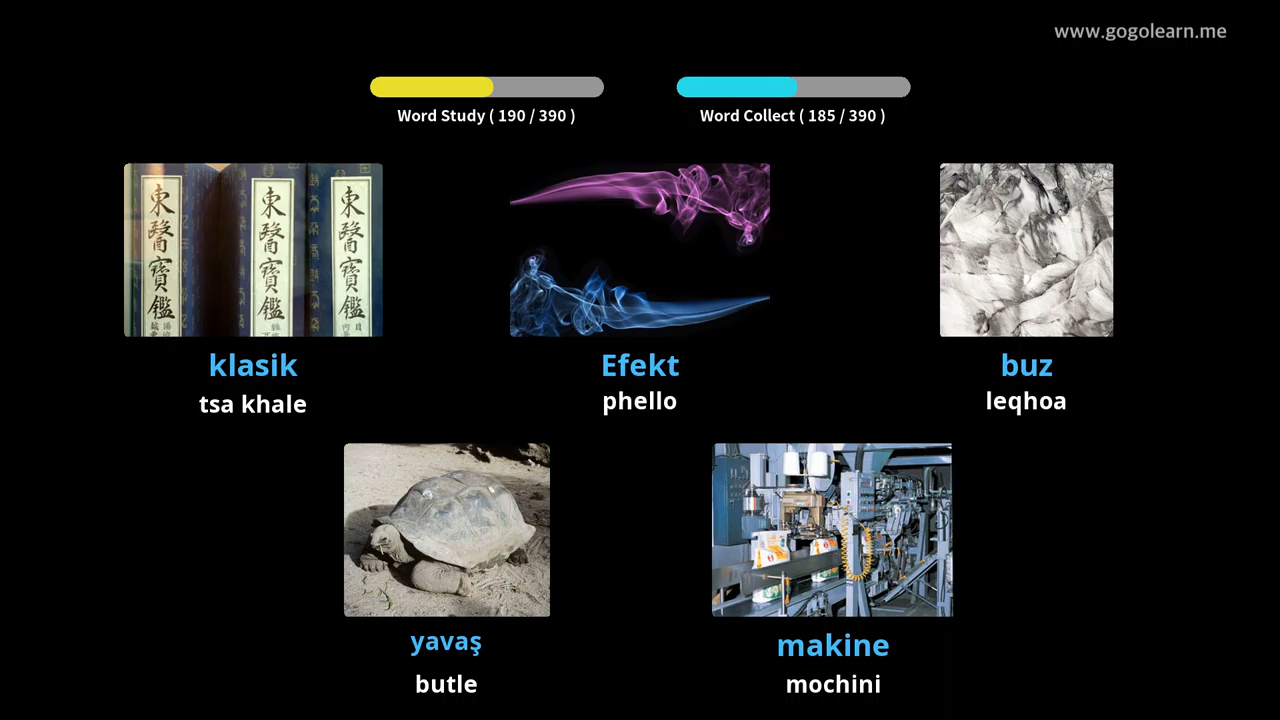 www.gogolearn.me
Word Study ( 190 / 390 )
Word Collect ( 185 / 390 )
東醫寶鑑
東醫寶鑑
東醫寶鑑
klasik
tsa khale
Efekt
phello
buz
leqhoa
yavaş
butle
makine
mochini